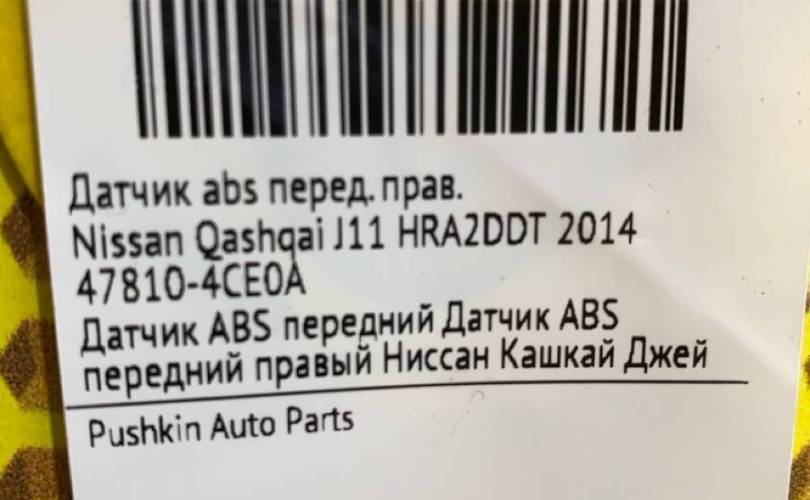 Датчик abs перед. прав.
Nissan Qashqai J11 HRA2DDT 2014
47810-4CE0A
Датчик ABS передний Датчик ABS
передний правый Ниссан Кашкай Джей
Pushkin Auto Parts